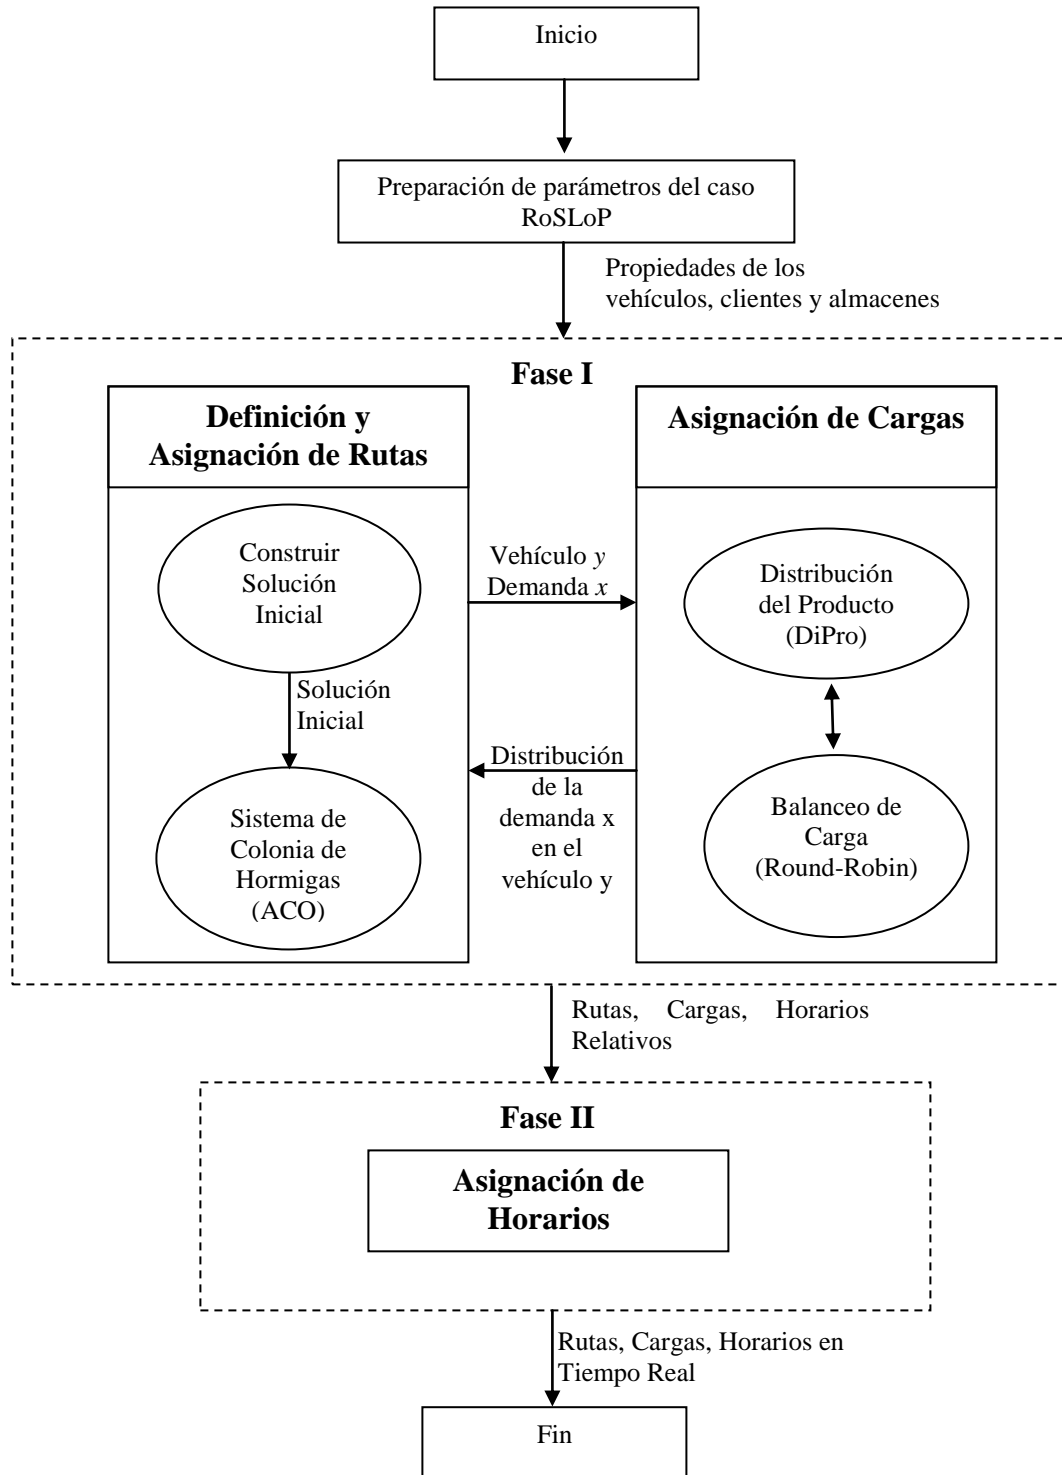 Inicio
Preparación de parámetros del caso
RoSLoP
Propiedades de los
vehículos, clientes y almacenes
Fase I
Definición y
Asignación de Rutas
Asignación de Cargas
Construir
Solución
Inicial
Vehículo y
Demanda x
Distribución
del Producto
(DiPro)
Solución
Inicial
Distribución
de la
demanda x
en el
vehículo y
Sistema de
Colonia de
Hormigas
(ACO)
Balanceo de
Carga
(Round-Robin)
Rutas, Cargas, Horarios
Relativos
Fase II
Asignación de
Horarios
Rutas, Cargas, Horarios en
Tiempo Real
Fin